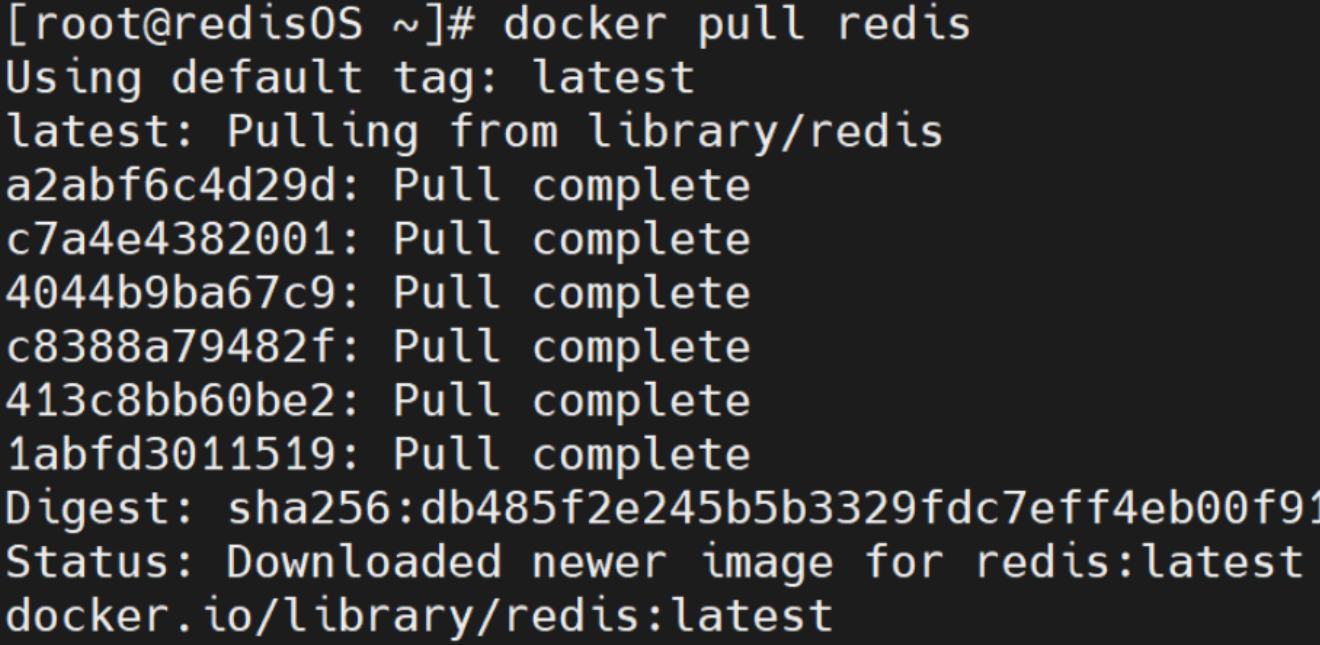 [root@redisOS ~]# docker pull redis
Using default tag: latest
latest: Pulling from library/redis
a2abf6c4d29d: Pull complete
c7a4e4382001: Pull complete
4044b9ba67c9: Pull complete
c8388a79482f: Pull complete
413c8bb60be2: Pull complete
1abfd3011519: Pull complete
Digest: sha256:db485f2e245b5b3329fdc7eff4eb00f91
Status: Downloaded newer image for redis:latest
docker.io/library/redis:latest